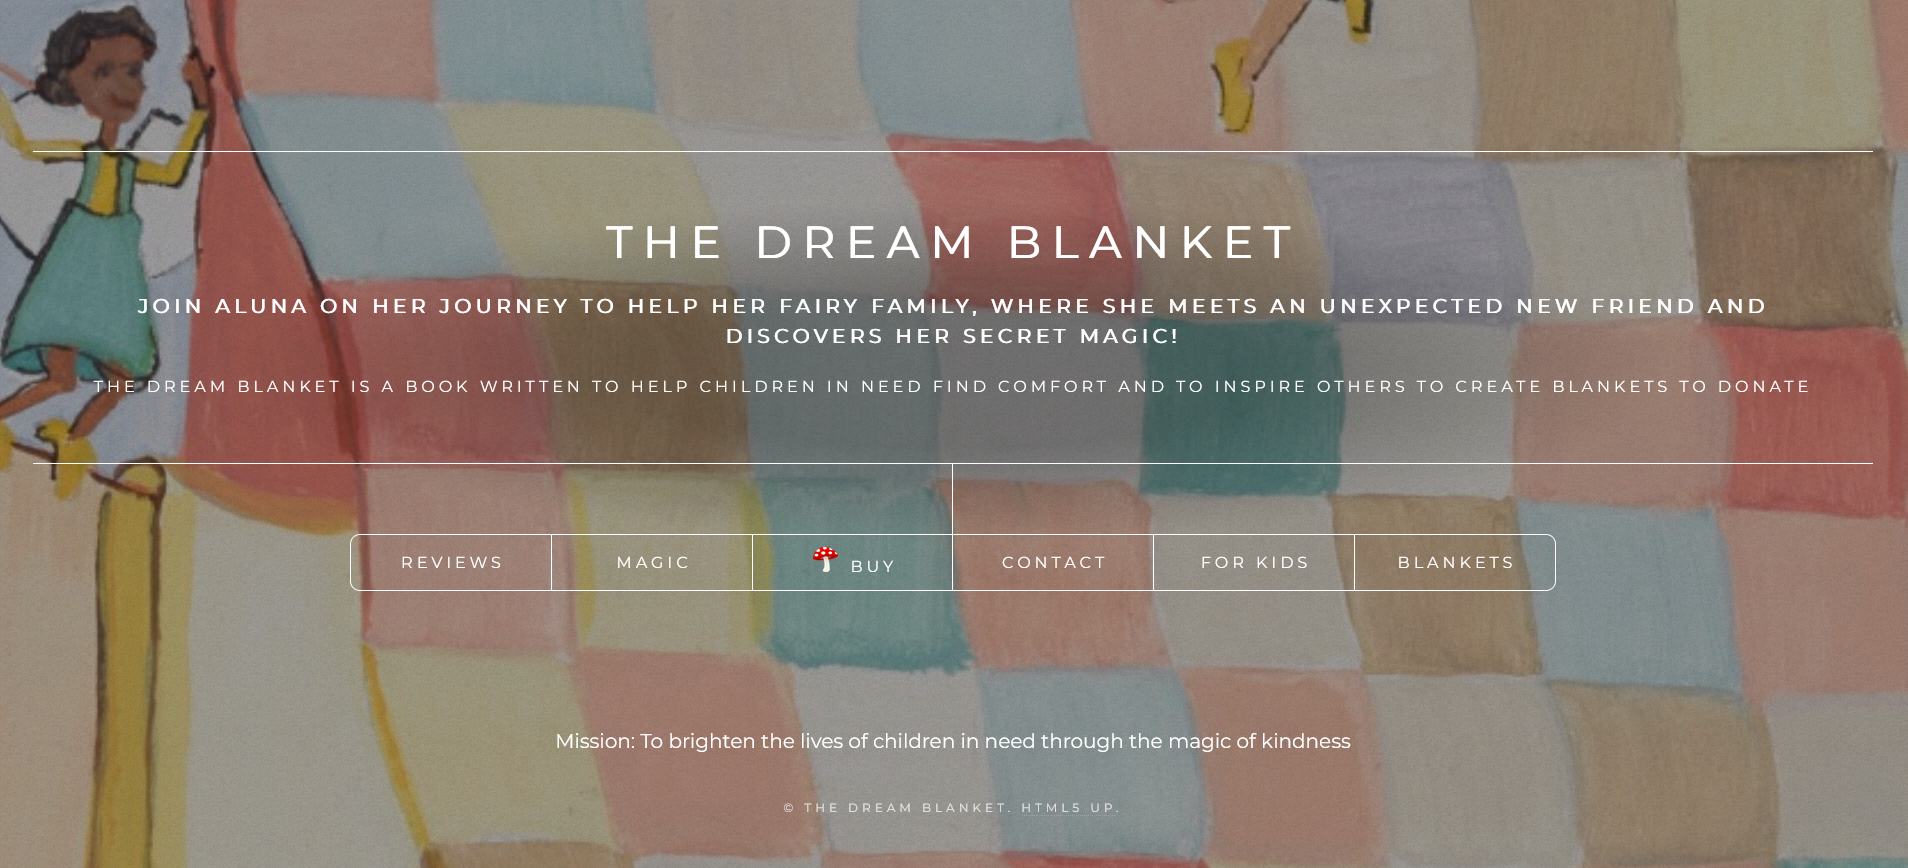 THE DREAM BLANKET
JOIN ALUNA ON HER JOURNEY TO HELP HER FAIRY FAMILY, WHERE SHE MEETS AN UNEXPECTED NEW FRIEND AND
DISCOVERS HER SECRET MAGIC!
THE DREAM BLANKET IS A BOOK WRITTEN TO HELP CHILDREN IN NEED FIND COMFORT AND TO INSPIRE OTHERS TO CREATE BLANKETS TO DONATE
REVIEWS MAGIC BUY CONTACT FOR KIDS BLANKETS
Mission: To brighten the lives of children in need through the magic of kindness
© THE DREAM BLANKET. HTML5 UP.